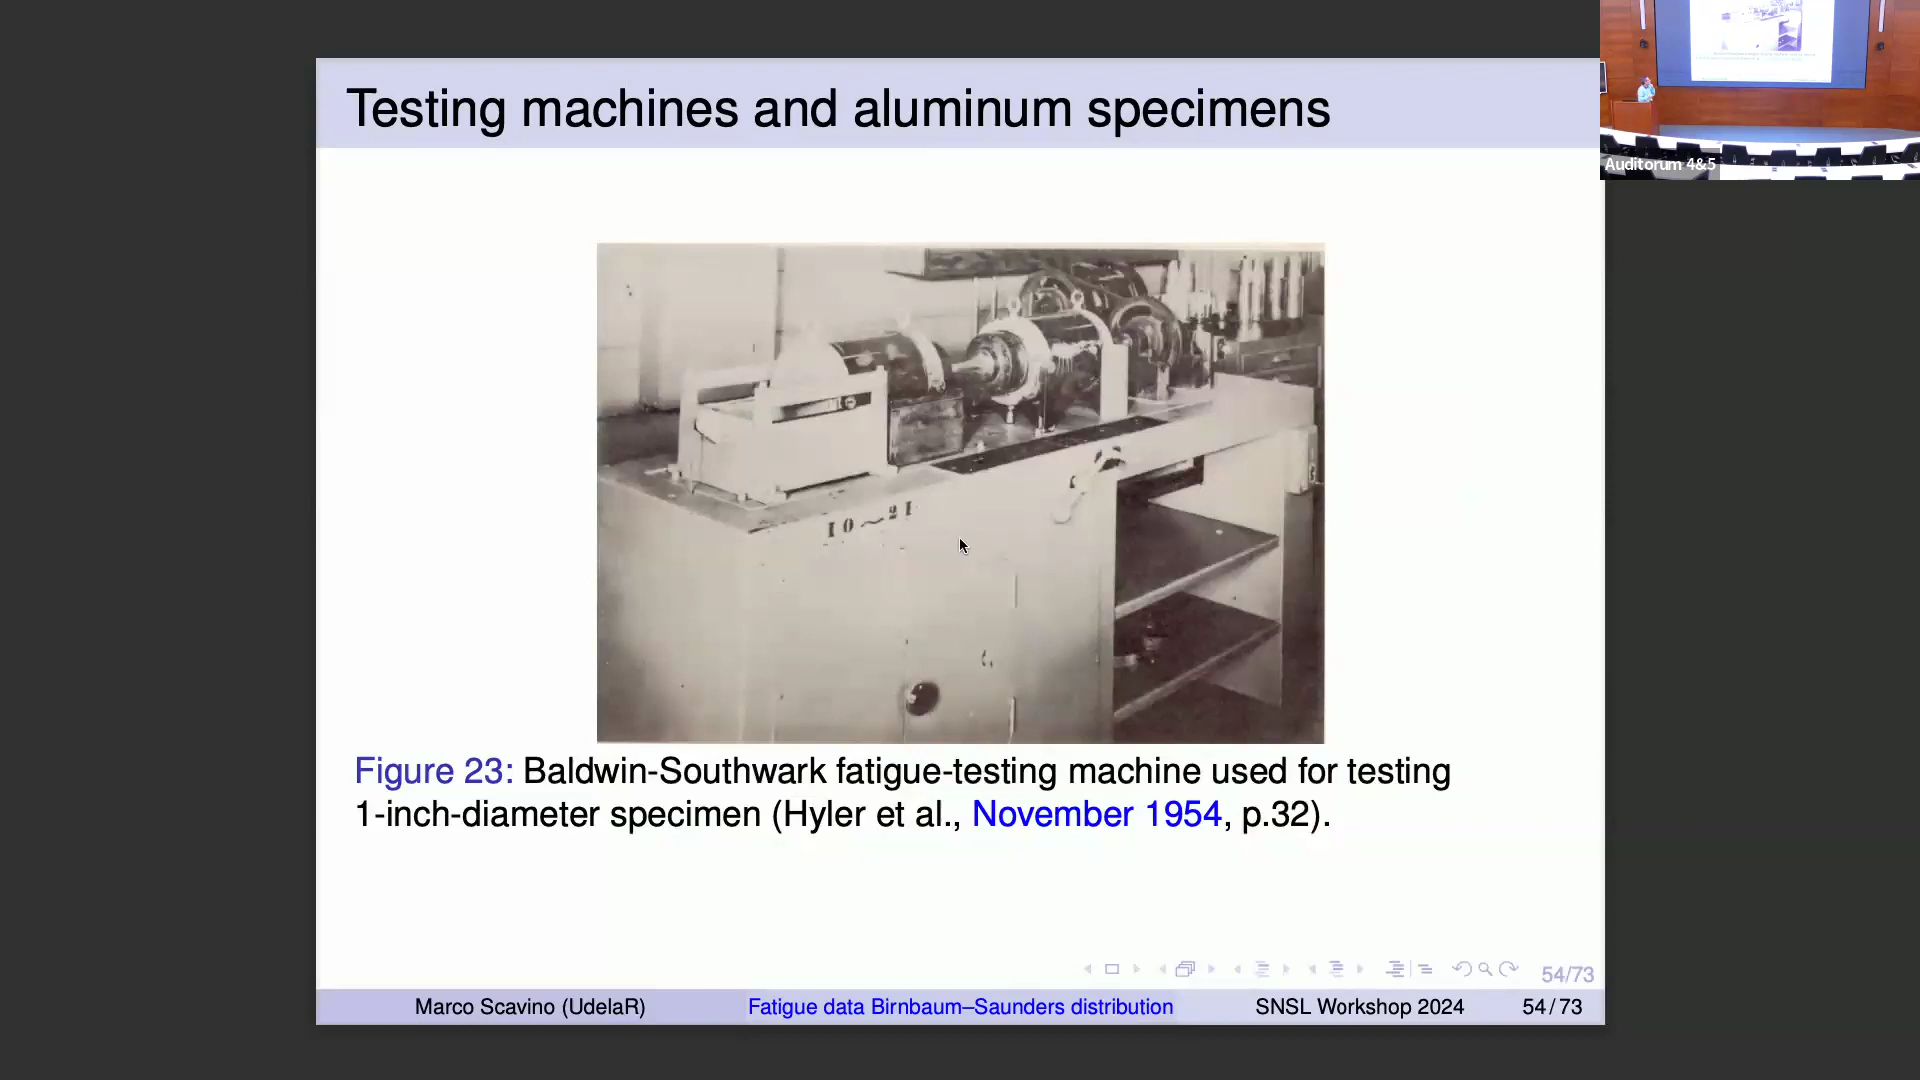 Testing machines and aluminum specimens
Auditorum 4&5
10~21
Figure 23: Baldwin-Southwark fatigue-testing machine used for testing
1-inch-diameter specimen (Hyler et al., November 1954, p.32).
54/73
Marco Scavino (UdelaR) Fatigue data Birnbaum–Saunders distribution SNSL Workshop 2024 54/73